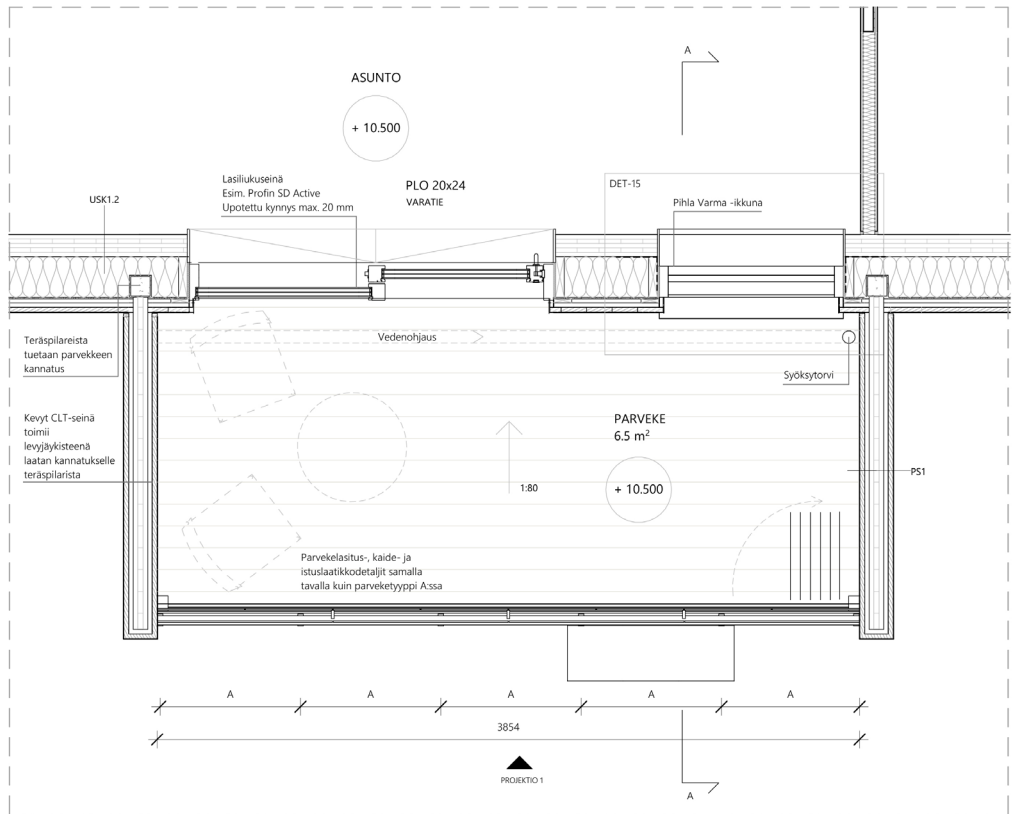 A
ASUNTO
+ 10.500
Lasiliukuseinä
Esim. Profin SD Active
Upotettu kynnys max. 20 mm
PLO 20x24
VARATIE
DET-15
Pihla Varma -ikkuna
USK1.2
Teräspilareista
tuetaan parvekkeen
kannatus
Vedenohjaus
Syöksytorvi
Kevyt CLT-seinä
toimii
levyjäykisteenä
laatan kannatukselle
teräspilarista
PARVEKE
6.5 m²
+ 10.500
1:80
PS1
Parvekelasitus-, kaide- ja
istuslaatikkodetaljit samalla
tavalla kuin parveketyyppi A:ssa
A A A A A
3854
PROJEKTIO 1
A